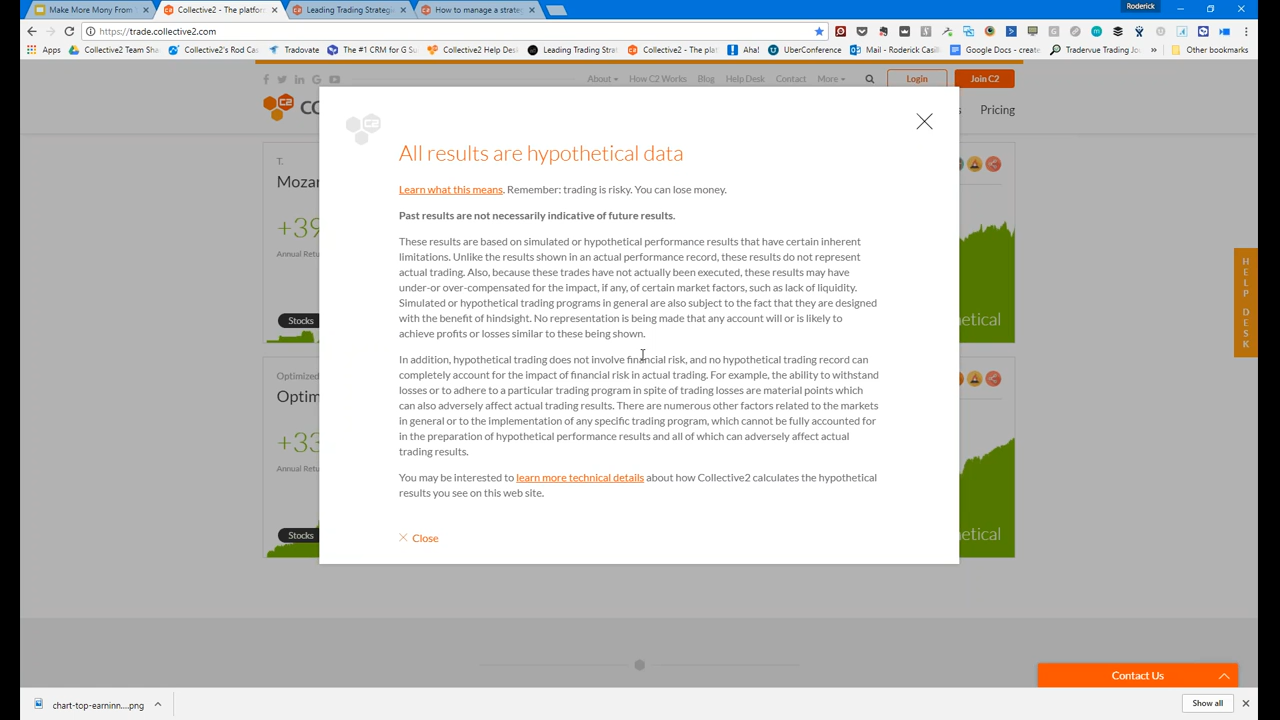 Roderick
Make More Mony From
Collective2 - The platform
Leading Trading Strategi
How to manage a strate
https://trade.collective2.com
Apps
Collective2 Team Sha
Collective2's Rod Cas
Tradovate
The #1 CRM for G Su
Collective2 Help Des
Leading Trading Strat
Collective2 - The pla
Aha!
UberConference
Mail - Roderick Casil
Google Docs - create
Tradervue Trading Jo
Other bookmarks
About
How C2 Works
Blog
Help Desk
Contact
More
Login
Join C2
C2
Pricing
T.
Mozar
+39
Annual Retu
Stocks
Optimized
Optim
+33
Annual Retu
Stocks
C2
All results are hypothetical data
Learn what this means. Remember: trading is risky. You can lose money.
Past results are not necessarily indicative of future results.
These results are based on simulated or hypothetical performance results that have certain inherent
limitations. Unlike the results shown in an actual performance record, these results do not represent
actual trading. Also, because these trades have not actually been executed, these results may have
under-or over-compensated for the impact, if any, of certain market factors, such as lack of liquidity.
Simulated or hypothetical trading programs in general are also subject to the fact that they are designed
with the benefit of hindsight. No representation is being made that any account will or is likely to
achieve profits or losses similar to these being shown.
In addition, hypothetical trading does not involve financial risk, and no hypothetical trading record can
completely account for the impact of financial risk in actual trading. For example, the ability to withstand
losses or to adhere to a particular trading program in spite of trading losses are material points which
can also adversely affect actual trading results. There are numerous other factors related to the markets
in general or to the implementation of any specific trading program, which cannot be fully accounted for
in the preparation of hypothetical performance results and all of which can adversely affect actual
trading results.
You may be interested to learn more technical details about how Collective2 calculates the hypothetical
results you see on this web site.
Close
etical
etical
HELP DESK
Contact Us
chart-top-earninn....png
Show all